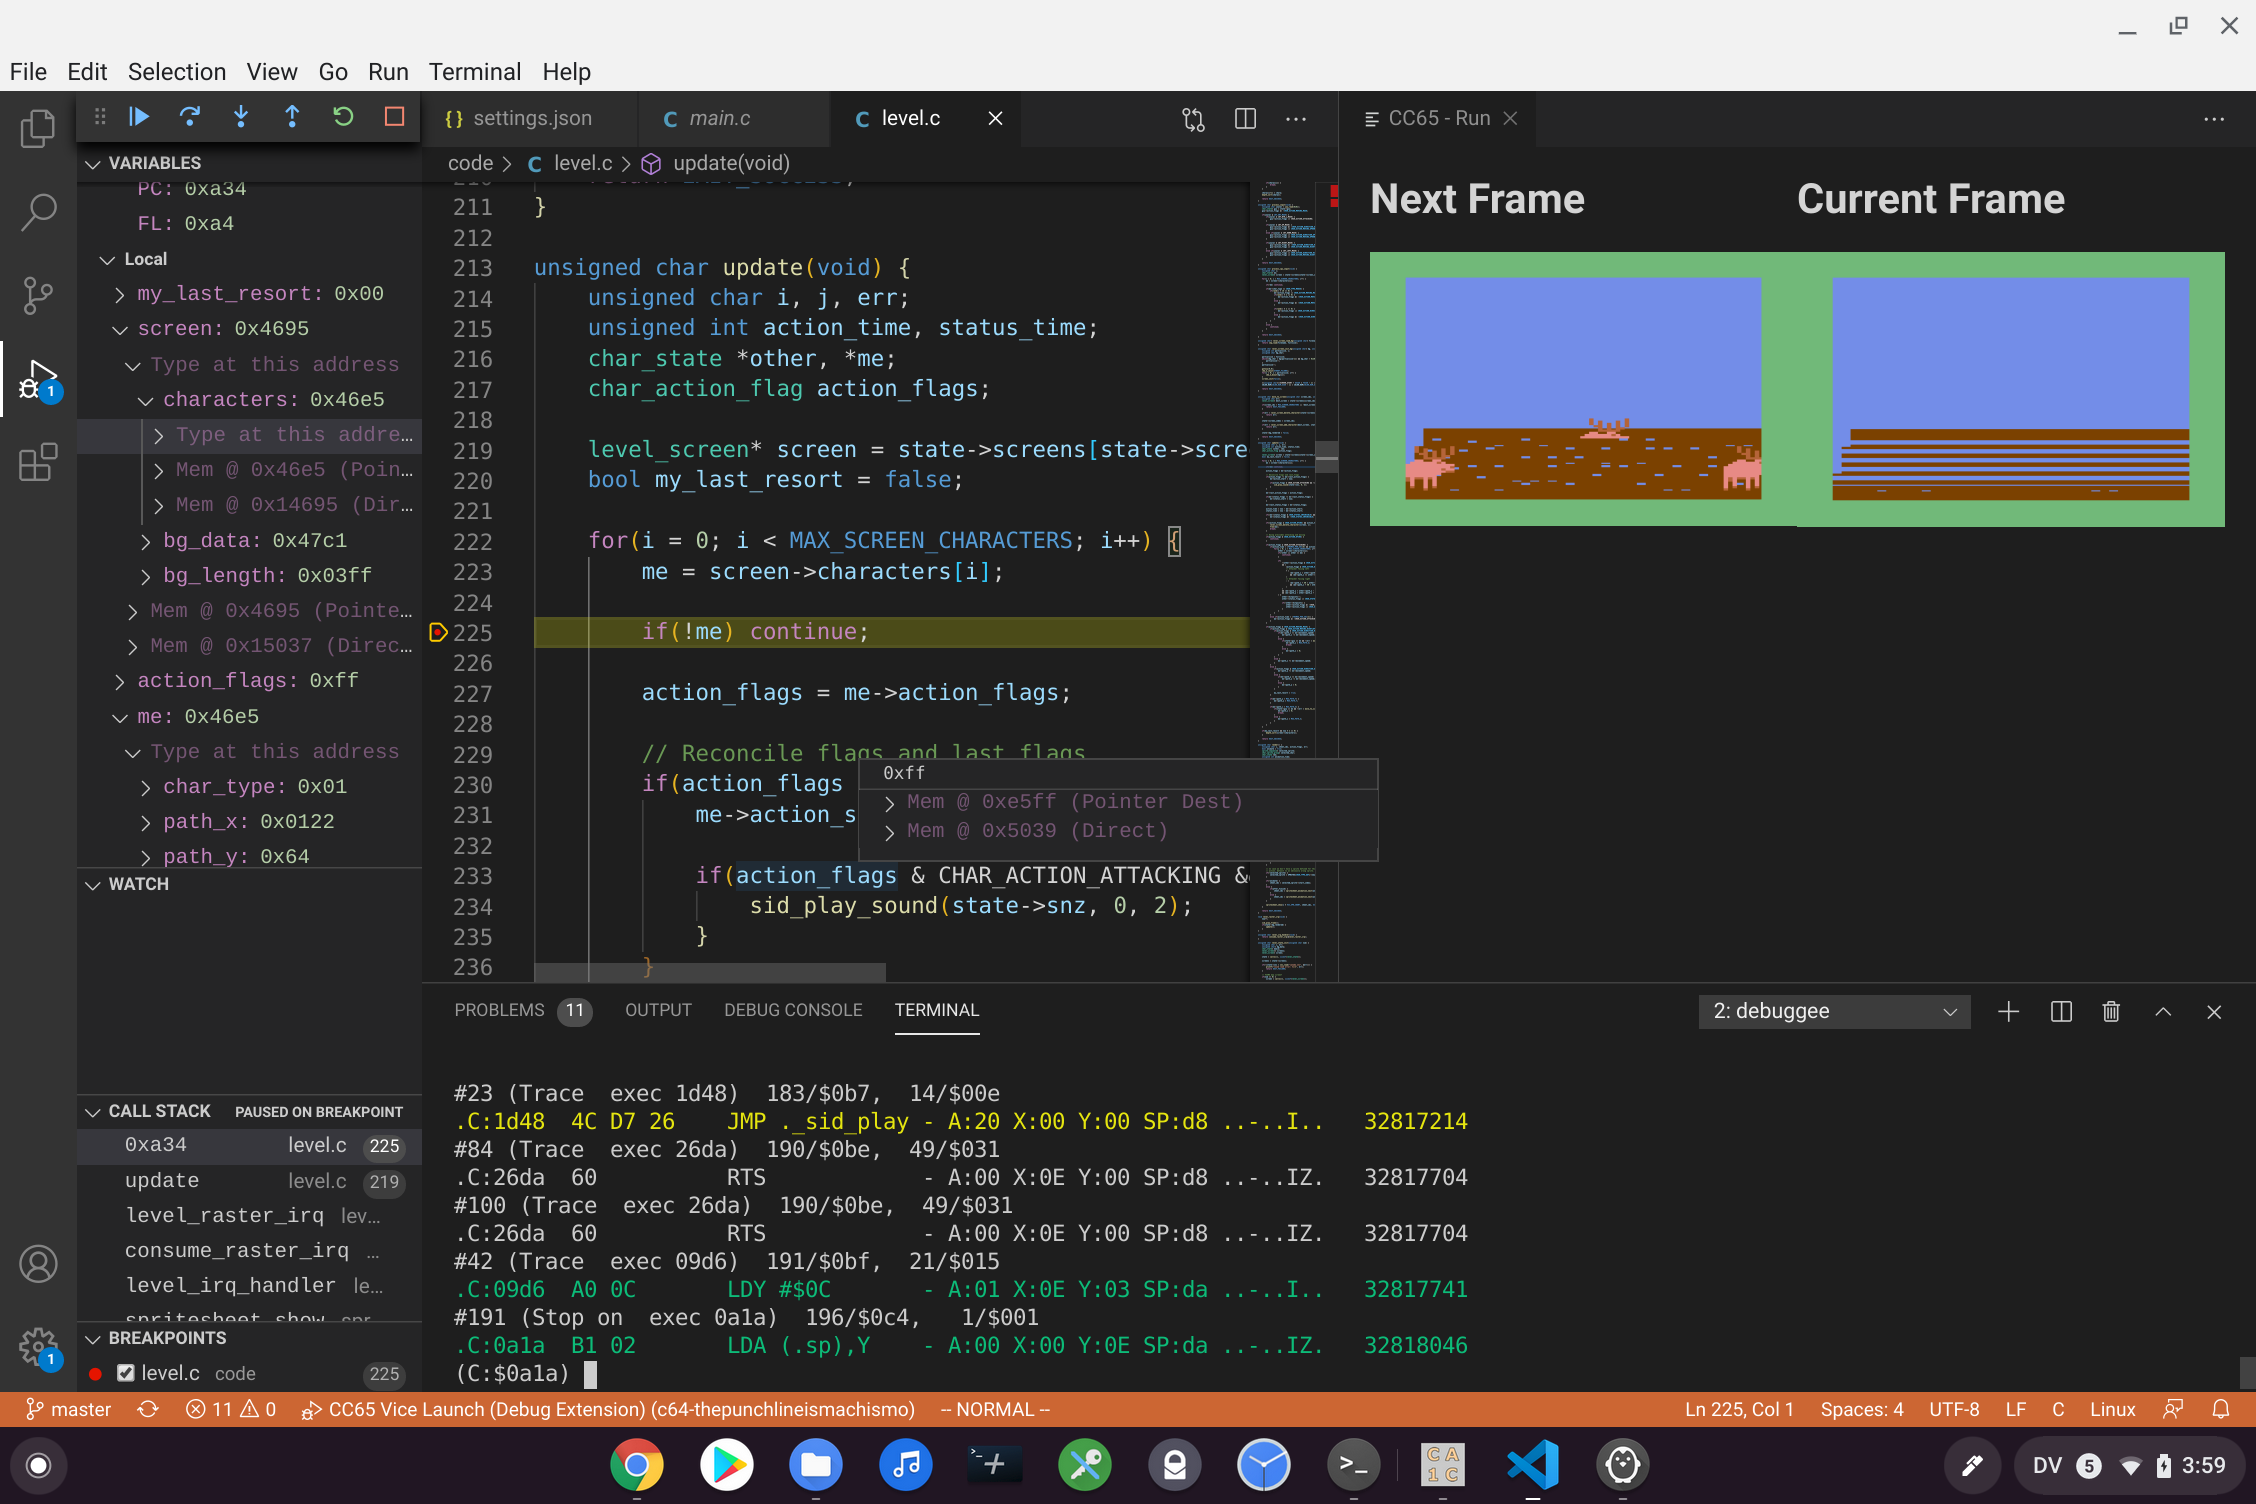 File Edit Selection View Go Run Terminal Help
{} settings.json
C main.c
C level.c
CC65 - Run
VARIABLES
PC: 0xa34
FL: 0xa4
Local
my_last_resort: 0x00
screen: 0x4695
Type at this address
characters: 0x46e5
Type at this addre…
Mem @ 0x46e5 (Poin…
Mem @ 0x14695 (Dir…
bg_data: 0x47c1
bg_length: 0x03ff
Mem @ 0x4695 (Pointe…
Mem @ 0x15037 (Direc…
action_flags: 0xff
me: 0x46e5
Type at this address
char_type: 0x01
path_x: 0x0122
path_y: 0x64
WATCH
CALL STACK PAUSED ON BREAKPOINT
0xa34 level.c 225
update level.c 219
level_raster_irq lev…
consume_raster_irq …
level_irq_handler le…
spritesheet_show spr
BREAKPOINTS
level.c code 225
code > C level.c > update(void)
211 }
212
213 unsigned char update(void) {
214 unsigned char i, j, err;
215 unsigned int action_time, status_time;
216 char_state *other, *me;
217 char_action_flag action_flags;
218
219 level_screen* screen = state->screens[state->scre
220 bool my_last_resort = false;
221
222 for(i = 0; i < MAX_SCREEN_CHARACTERS; i++) {
223 me = screen->characters[i];
224
225 if(!me) continue;
226
227 action_flags = me->action_flags;
228
229 // Reconcile flags and last flags
230 if(action_flags
231 me->action_s
232
233 if(action_flags & CHAR_ACTION_ATTACKING &&
234 sid_play_sound(state->snz, 0, 2);
235 }
236 }
0xff
Mem @ 0xe5ff (Pointer Dest)
Mem @ 0x5039 (Direct)
Next Frame
Current Frame
PROBLEMS 11 OUTPUT DEBUG CONSOLE TERMINAL
2: debuggee
#23 (Trace  exec 1d48)  183/$0b7,  14/$00e
.C:1d48  4C D7 26    JMP ._sid_play - A:20 X:00 Y:00 SP:d8 ..-..I..   32817214
#84 (Trace  exec 26da)  190/$0be,  49/$031
.C:26da  60          RTS            - A:00 X:0E Y:00 SP:d8 ..-..IZ.   32817704
#100 (Trace  exec 26da)  190/$0be,  49/$031
.C:26da  60          RTS            - A:00 X:0E Y:00 SP:d8 ..-..IZ.   32817704
#42 (Trace  exec 09d6)  191/$0bf,  21/$015
.C:09d6  A0 0C       LDY #$0C       - A:01 X:0E Y:03 SP:da ..-..I..   32817741
#191 (Stop on  exec 0a1a)  196/$0c4,   1/$001
.C:0a1a  B1 02       LDA (.sp),Y    - A:00 X:00 Y:0E SP:da ..-..IZ.   32818046
(C:$0a1a)
master 11 0 CC65 Vice Launch (Debug Extension) (c64-thepunchlineismachismo) -- NORMAL -- Ln 225, Col 1 Spaces: 4 UTF-8 LF C Linux
CA
1C
DV 5 3:59